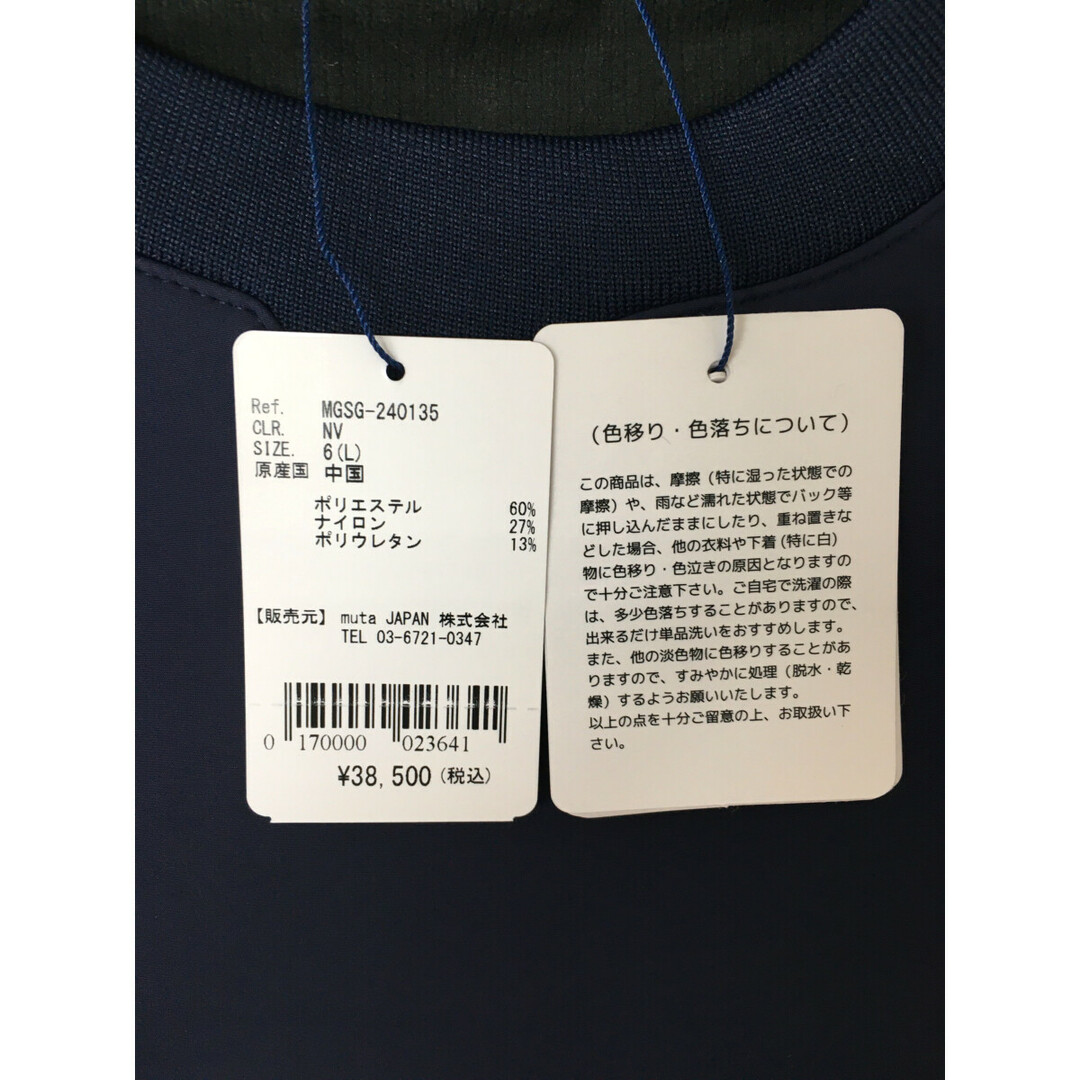 Ref. MGSG-240135
CLR. NV
SIZE. 6(L)
原産国 中国
ポリエステル 60%
ナイロン 27%
ポリウレタン 13%
【販売元】 muta JAPAN 株式会社
TEL 03-6721-0347
0 170000 023641
¥38,500(税込)
(色移り・色落ちについて)
この商品は、摩擦(特に湿った状態での
摩擦)や、雨など濡れた状態でバック等
に押し込んだままにしたり、重ね置きな
どした場合、他の衣料や下着(特に白)
物に色移り・色泣きの原因となりますの
で十分ご注意下さい。ご自宅で洗濯の際
は、多少色落ちすることがありますので、
出来るだけ単品洗いをおすすめします。
また、他の淡色物に色移りすることがあ
りますので、すみやかに処理(脱水・乾
燥)するようお願いいたします。
以上の点を十分ご留意の上、お取扱い下
さい。